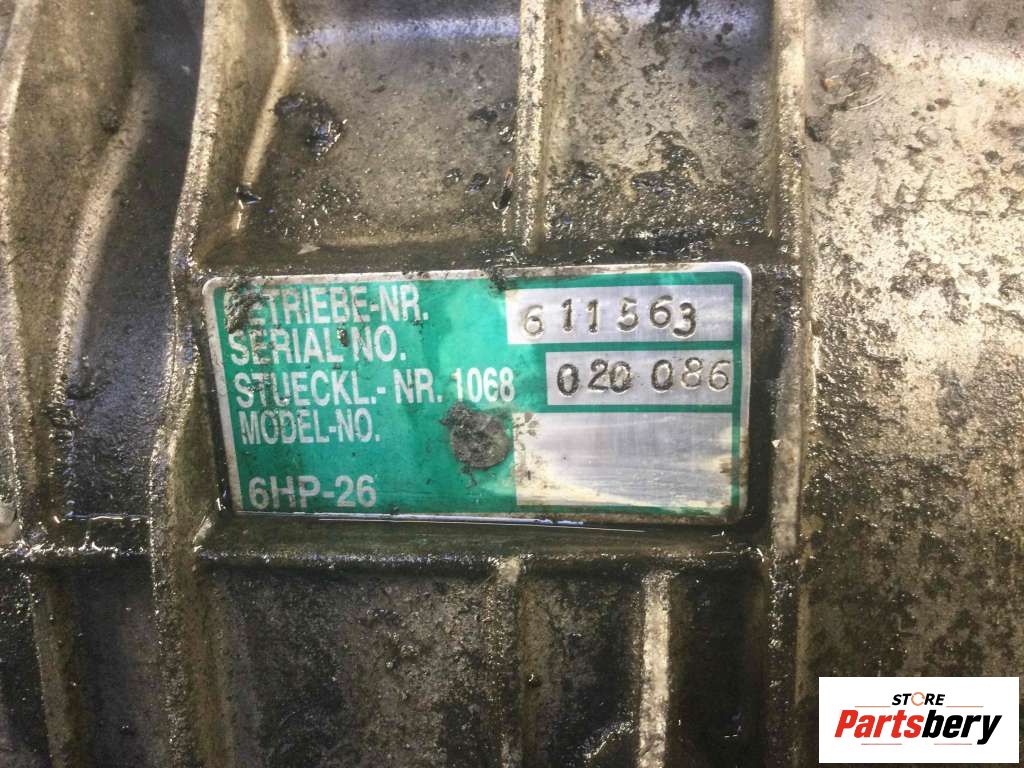 GETRIEBE-NR. 611563
SERIAL NO.
STUECKL.- NR. 1068 020 086
MODEL-NO.
6HP-26
STORE
Partsbery